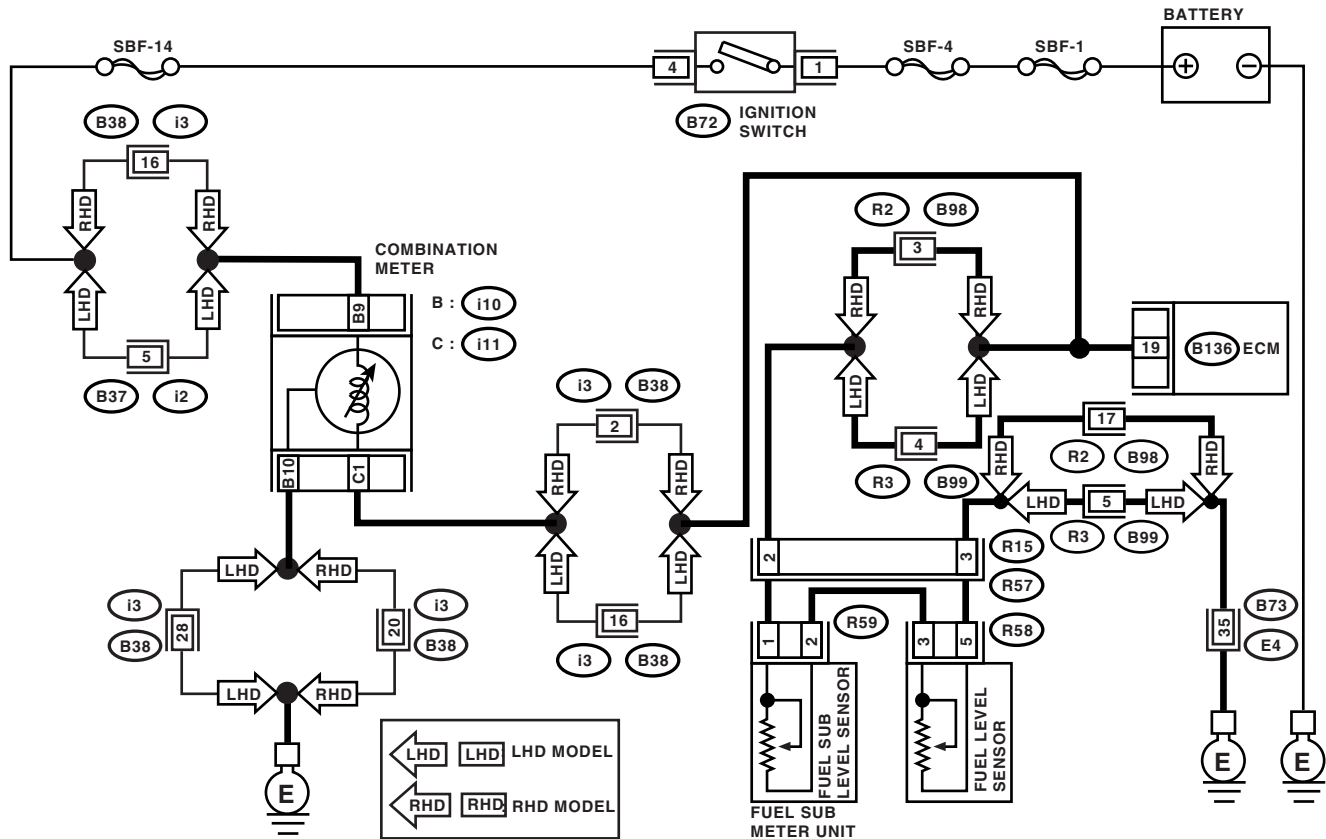 BATTERY
SBF-14
SBF-4
SBF-1
4
1
B72
IGNITION
SWITCH
B38
i3
16
RHD
RHD
LHD
LHD
5
B37
i2
COMBINATION
METER
B :
i10
C :
i11
B9
B10
C1
R2
B98
3
RHD
RHD
LHD
LHD
4
R3
B99
19
B136
ECM
17
R2
B98
RHD
RHD
LHD
5
LHD
R3
B99
i3
B38
2
RHD
RHD
LHD
LHD
16
i3
B38
2
3
R15
R57
R59
R58
1
2
3
5
FUEL SUB
LEVEL SENSOR
FUEL LEVEL
SENSOR
FUEL SUB
METER UNIT
B73
35
E4
LHD
RHD
i3
B38
28
20
i3
B38
LHD
RHD
E
E
E
LHD
LHD
: LHD MODEL
RHD
RHD
: RHD MODEL